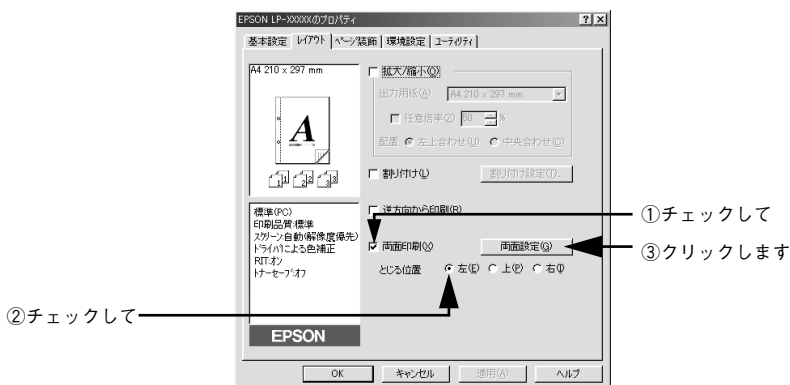 EPSON LP-XXXXXのプロパティ
? ×
基本設定 レイアウト ページ装飾 環境設定 ユーティリティ
A4 210 x 297 mm
A
1 1 2 2 3 3
標準(PC)
印刷品質:標準
スクリーン:自動(解像度優先)
ドライバによる色補正
RIT:オン
トナーセーブ:オフ
EPSON
拡大/縮小(Q)
出力用紙(A) A4 210 x 297 mm
任意倍率(Z) 50 %
配置 左上合わせ(U) 中央合わせ(C)
割り付け(L) 割り付け設定(T)...
逆方向から印刷(R)
両面印刷(X) 両面設定(G)
とじる位置 左(E) 上(P) 右(I)
OK キャンセル 適用(A) ヘルプ
①チェックして
③クリックします
②チェックして